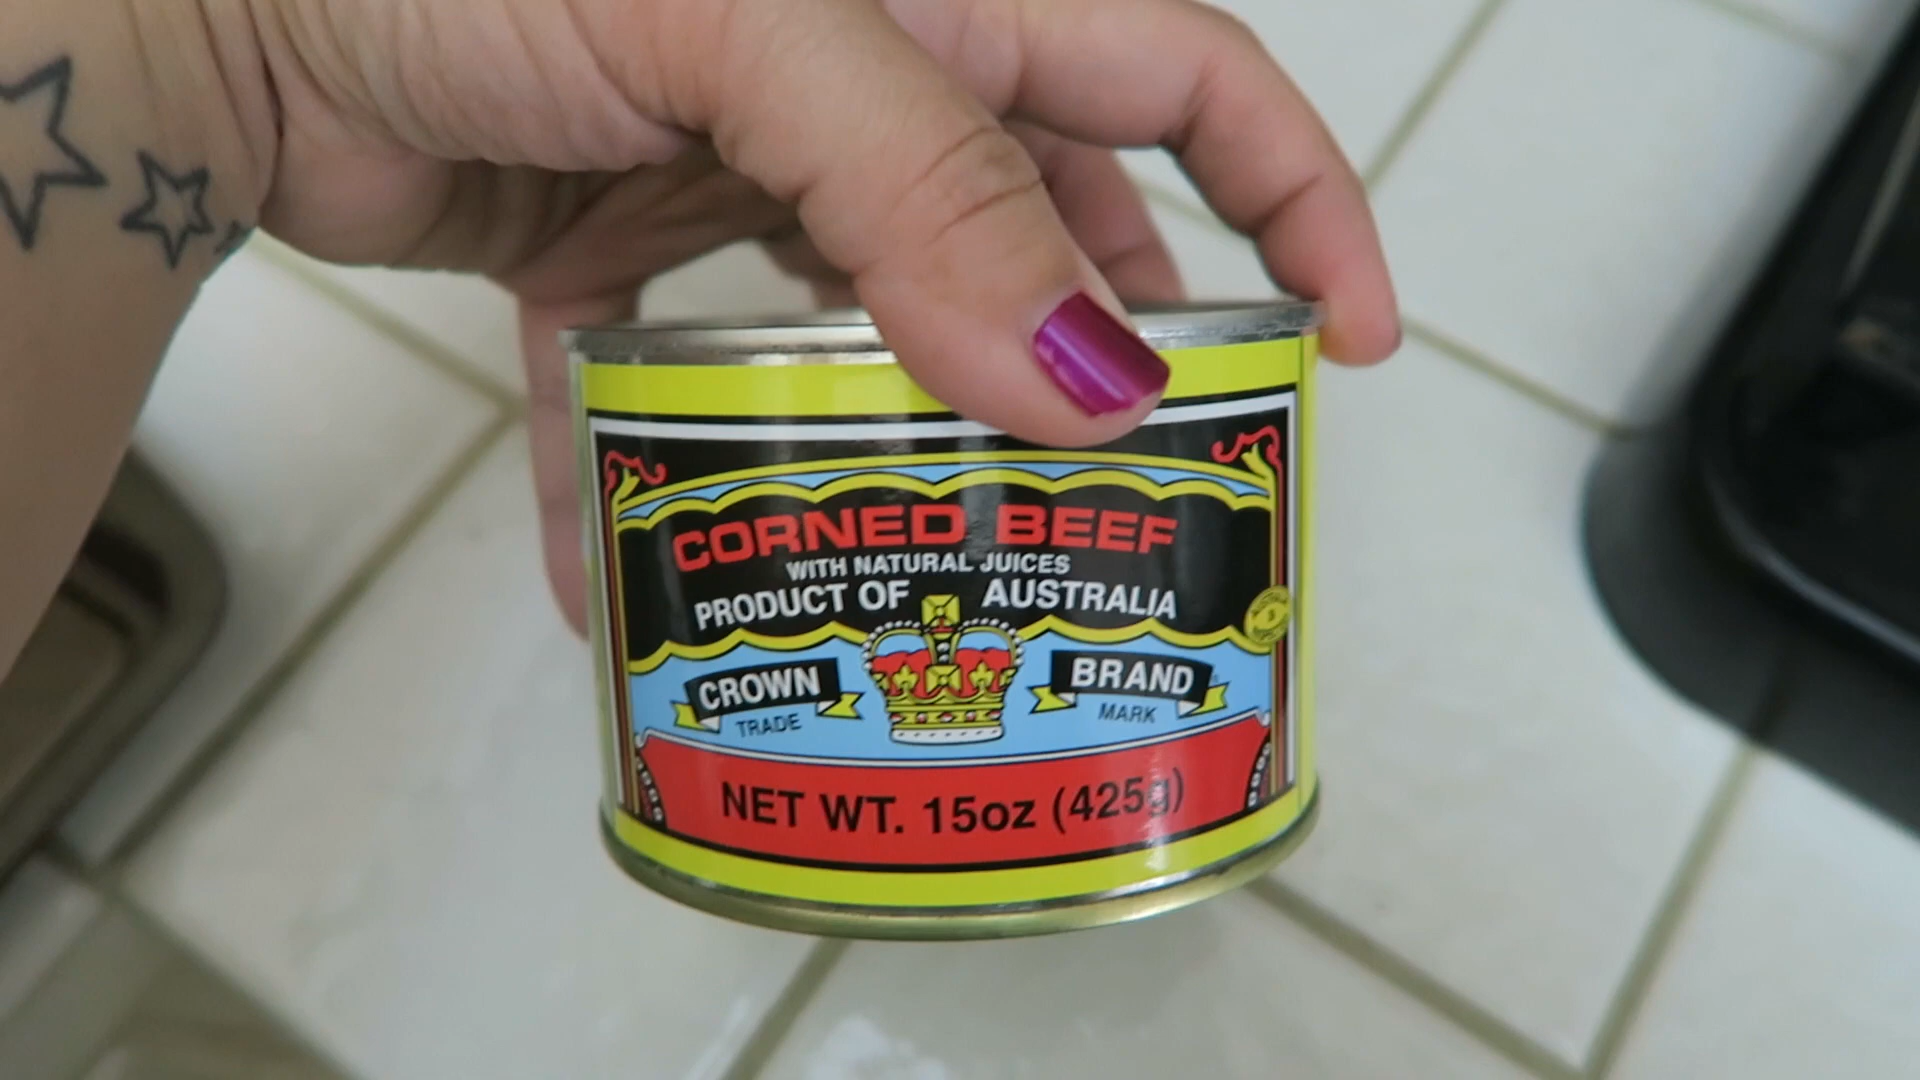 CORNED BEEF
WITH NATURAL JUICES
PRODUCT OF AUSTRALIA
CROWN BRAND
TRADE MARK
NET WT. 15oz (425g)